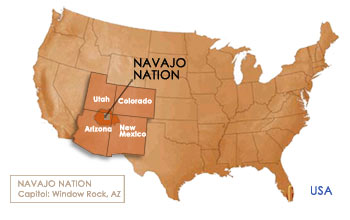 NAVAJO
NATION
Utah
Colorado
Arizona
New
Mexico
NAVAJO NATION
Capitol: Window Rock, AZ
USA